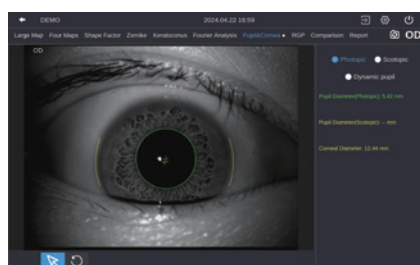 DEMO 2024.04.22 16:59
Large Map Four Maps Shape Factor Zernike Keratoconus Fourier Analysis Pupil&Cornea RGP Comparison Report OD
OD
Photopic Scotopic
Dynamic pupil
Pupil Diameter(Photopic): 5.42 mm
Pupil Diameter(Scotopic): -- mm
Corneal Diameter: 12.44 mm